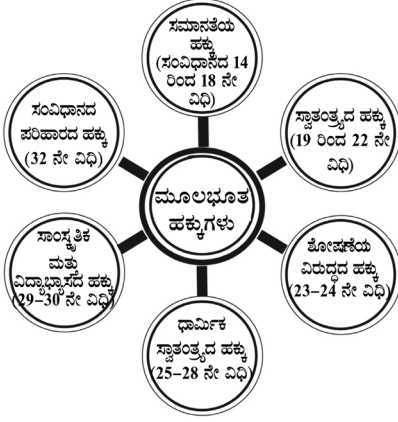 ಸಮಾನತೆಯ
ಹಕ್ಕು
(ಸಂವಿಧಾನದ 14
ರಿಂದ 18 ನೇ
ವಿಧಿ)
ಸ್ವಾತಂತ್ರ್ಯದ ಹಕ್ಕು
(19 ರಿಂದ 22 ನೇ
ವಿಧಿ)
ಶೋಷಣೆಯ
ವಿರುದ್ಧದ ಹಕ್ಕು
(23–24 ನೇ ವಿಧಿ)
ಧಾರ್ಮಿಕ
ಸ್ವಾತಂತ್ರ್ಯದ ಹಕ್ಕು
(25–28 ನೇ ವಿಧಿ)
ಸಾಂಸ್ಕೃತಿಕ
ಮತ್ತು
ವಿದ್ಯಾಭ್ಯಾಸದ ಹಕ್ಕು
(29–30 ನೇ ವಿಧಿ)
ಸಂವಿಧಾನದ
ಪರಿಹಾರದ ಹಕ್ಕು
(32 ನೇ ವಿಧಿ)
ಮೂಲಭೂತ
ಹಕ್ಕುಗಳು